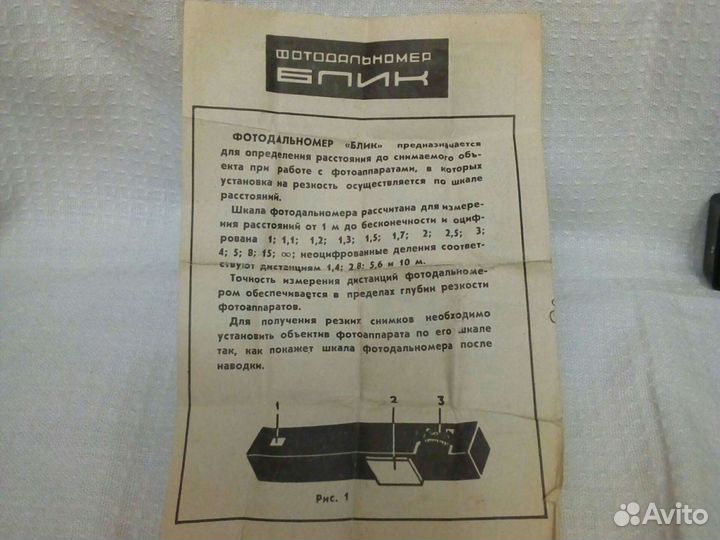 ФОТОДАЛЬНОМЕР
БЛИК
ФОТОДАЛЬНОМЕР «БЛИК» предназначается
для определения расстояния до снимаемого объ-
екта при работе с фотоаппаратами, в которых
установка на резкость осуществляется по шкале
расстояний.
Шкала фотодальномера рассчитана для измере-
ния расстояний от 1 м до бесконечности и оциф-
рована 1; 1,1; 1,2; 1,3; 1,5; 1,7; 2; 2,5; 3;
4; 5; 8; 15; ∞; неоцифрованные деления соответ-
ствуют дистанциям 1,4; 2,8; 5,6 и 10 м.
Точность измерения дистанций фотодальноме-
ром обеспечивается в пределах глубин резкости
фотоаппаратов.
Для получения резких снимков необходимо
установить объектив фотоаппарата по его шкале
так, как покажет шкала фотодальномера после
наводки.
1 2 3
Рис. 1
Avito